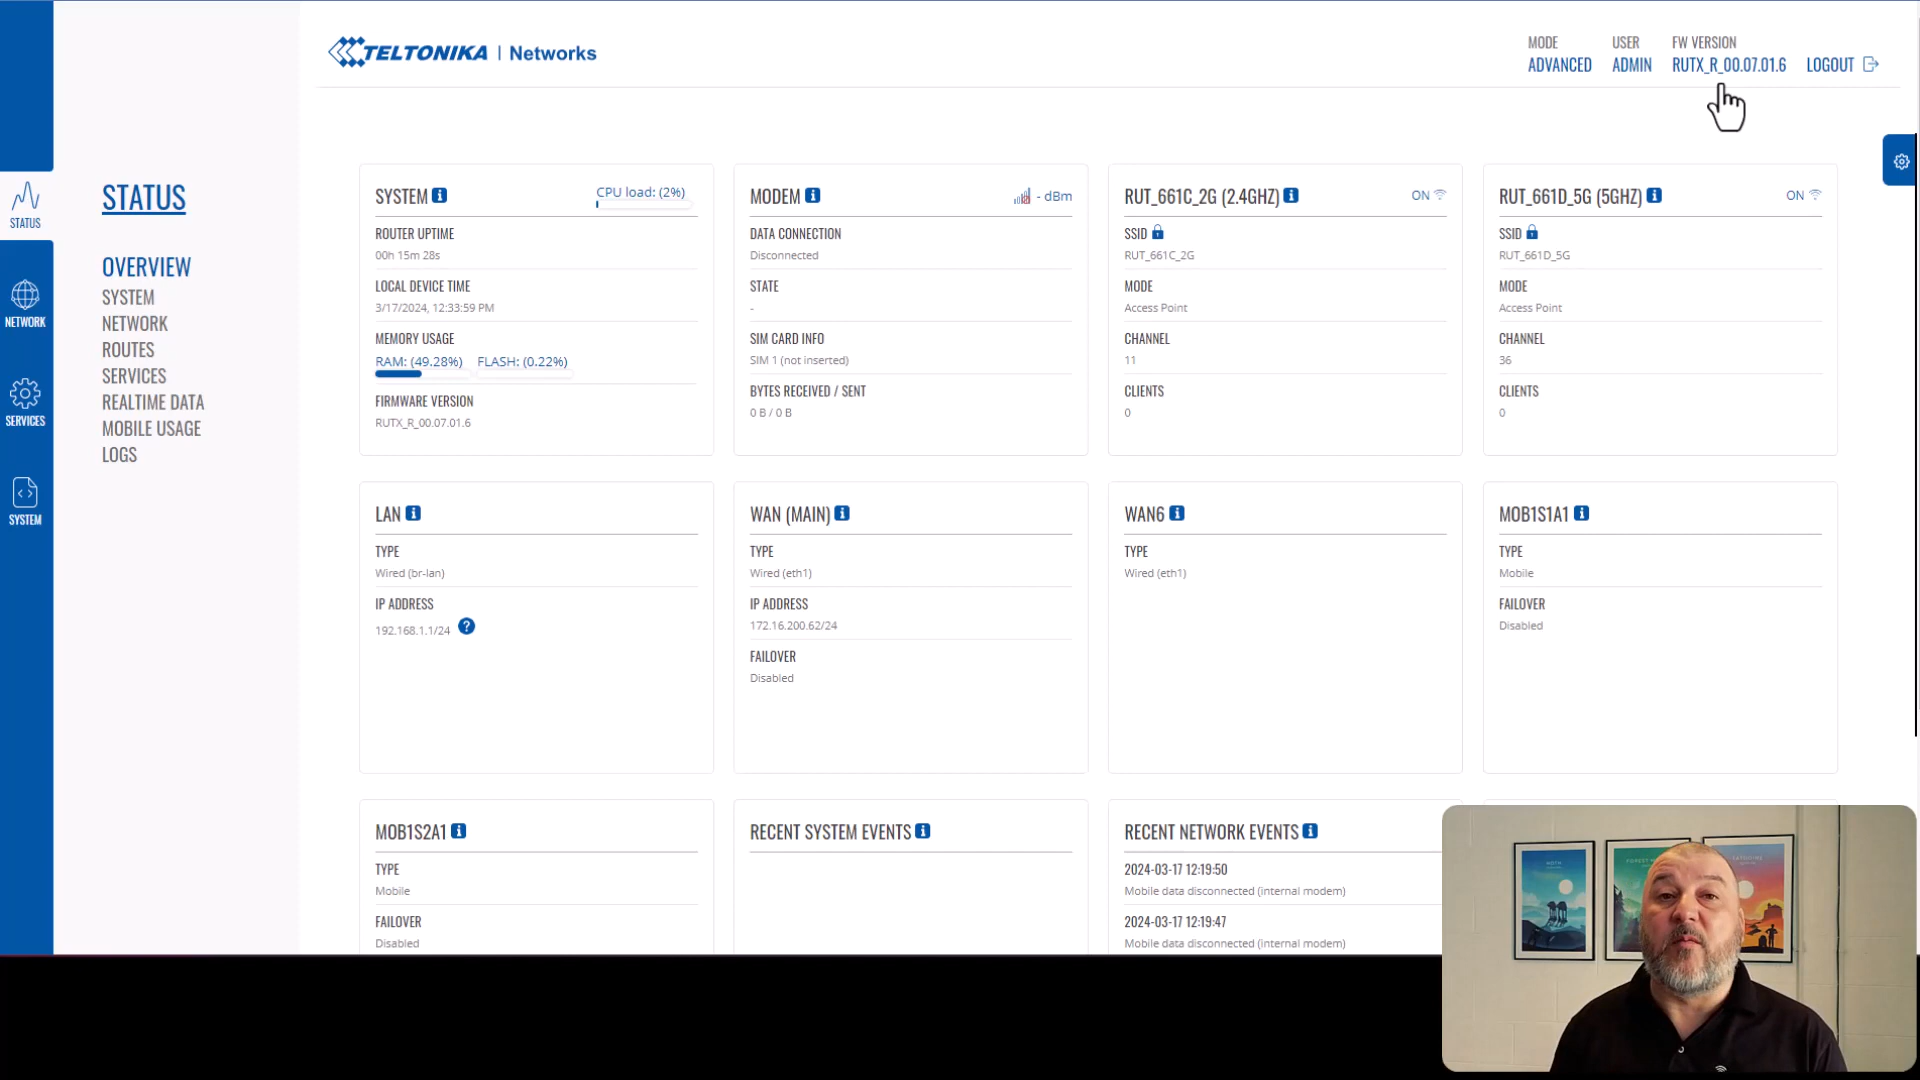 TELTONIKA | Networks
MODE
ADVANCED
USER
ADMIN
FW VERSION
RUTX_R_00.07.01.6
LOGOUT
STATUS
NETWORK
SERVICES
SYSTEM
STATUS
OVERVIEW
SYSTEM
NETWORK
ROUTES
SERVICES
REALTIME DATA
MOBILE USAGE
LOGS
SYSTEM
CPU load: (2%)
ROUTER UPTIME
00h 15m 28s
LOCAL DEVICE TIME
3/17/2024, 12:33:59 PM
MEMORY USAGE
RAM: (49.28%) FLASH: (0.22%)
FIRMWARE VERSION
RUTX_R_00.07.01.6
MODEM
- dBm
DATA CONNECTION
Disconnected
STATE
-
SIM CARD INFO
SIM 1 (not inserted)
BYTES RECEIVED / SENT
0 B / 0 B
RUT_661C_2G (2.4GHZ)
ON
SSID
RUT_661C_2G
MODE
Access Point
CHANNEL
11
CLIENTS
0
RUT_661D_5G (5GHZ)
ON
SSID
RUT_661D_5G
MODE
Access Point
CHANNEL
36
CLIENTS
0
LAN
TYPE
Wired (br-lan)
IP ADDRESS
192.168.1.1/24
WAN (MAIN)
TYPE
Wired (eth1)
IP ADDRESS
172.16.200.62/24
FAILOVER
Disabled
WAN6
TYPE
Wired (eth1)
MOB1S1A1
TYPE
Mobile
FAILOVER
Disabled
MOB1S2A1
TYPE
Mobile
FAILOVER
Disabled
RECENT SYSTEM EVENTS
RECENT NETWORK EVENTS
2024-03-17 12:19:50
Mobile data disconnected (internal modem)
2024-03-17 12:19:47
Mobile data disconnected (internal modem)
HOTH